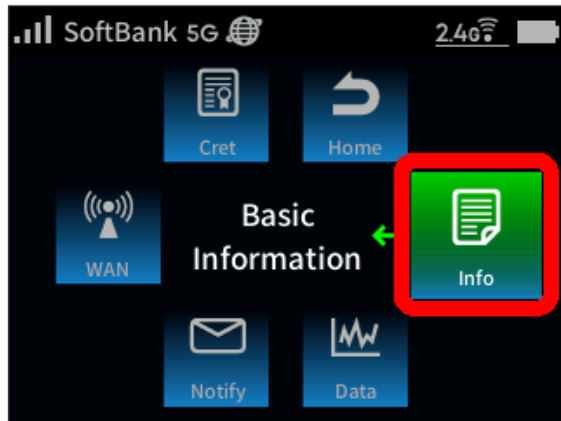 SoftBank 5G 2.4G
Cret Home
WAN Basic Information Info
Notify Data